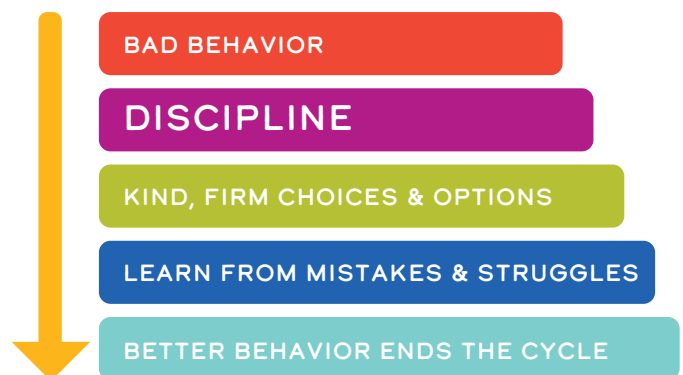 BAD BEHAVIOR
DISCIPLINE
KIND, FIRM CHOICES & OPTIONS
LEARN FROM MISTAKES & STRUGGLES
BETTER BEHAVIOR ENDS THE CYCLE